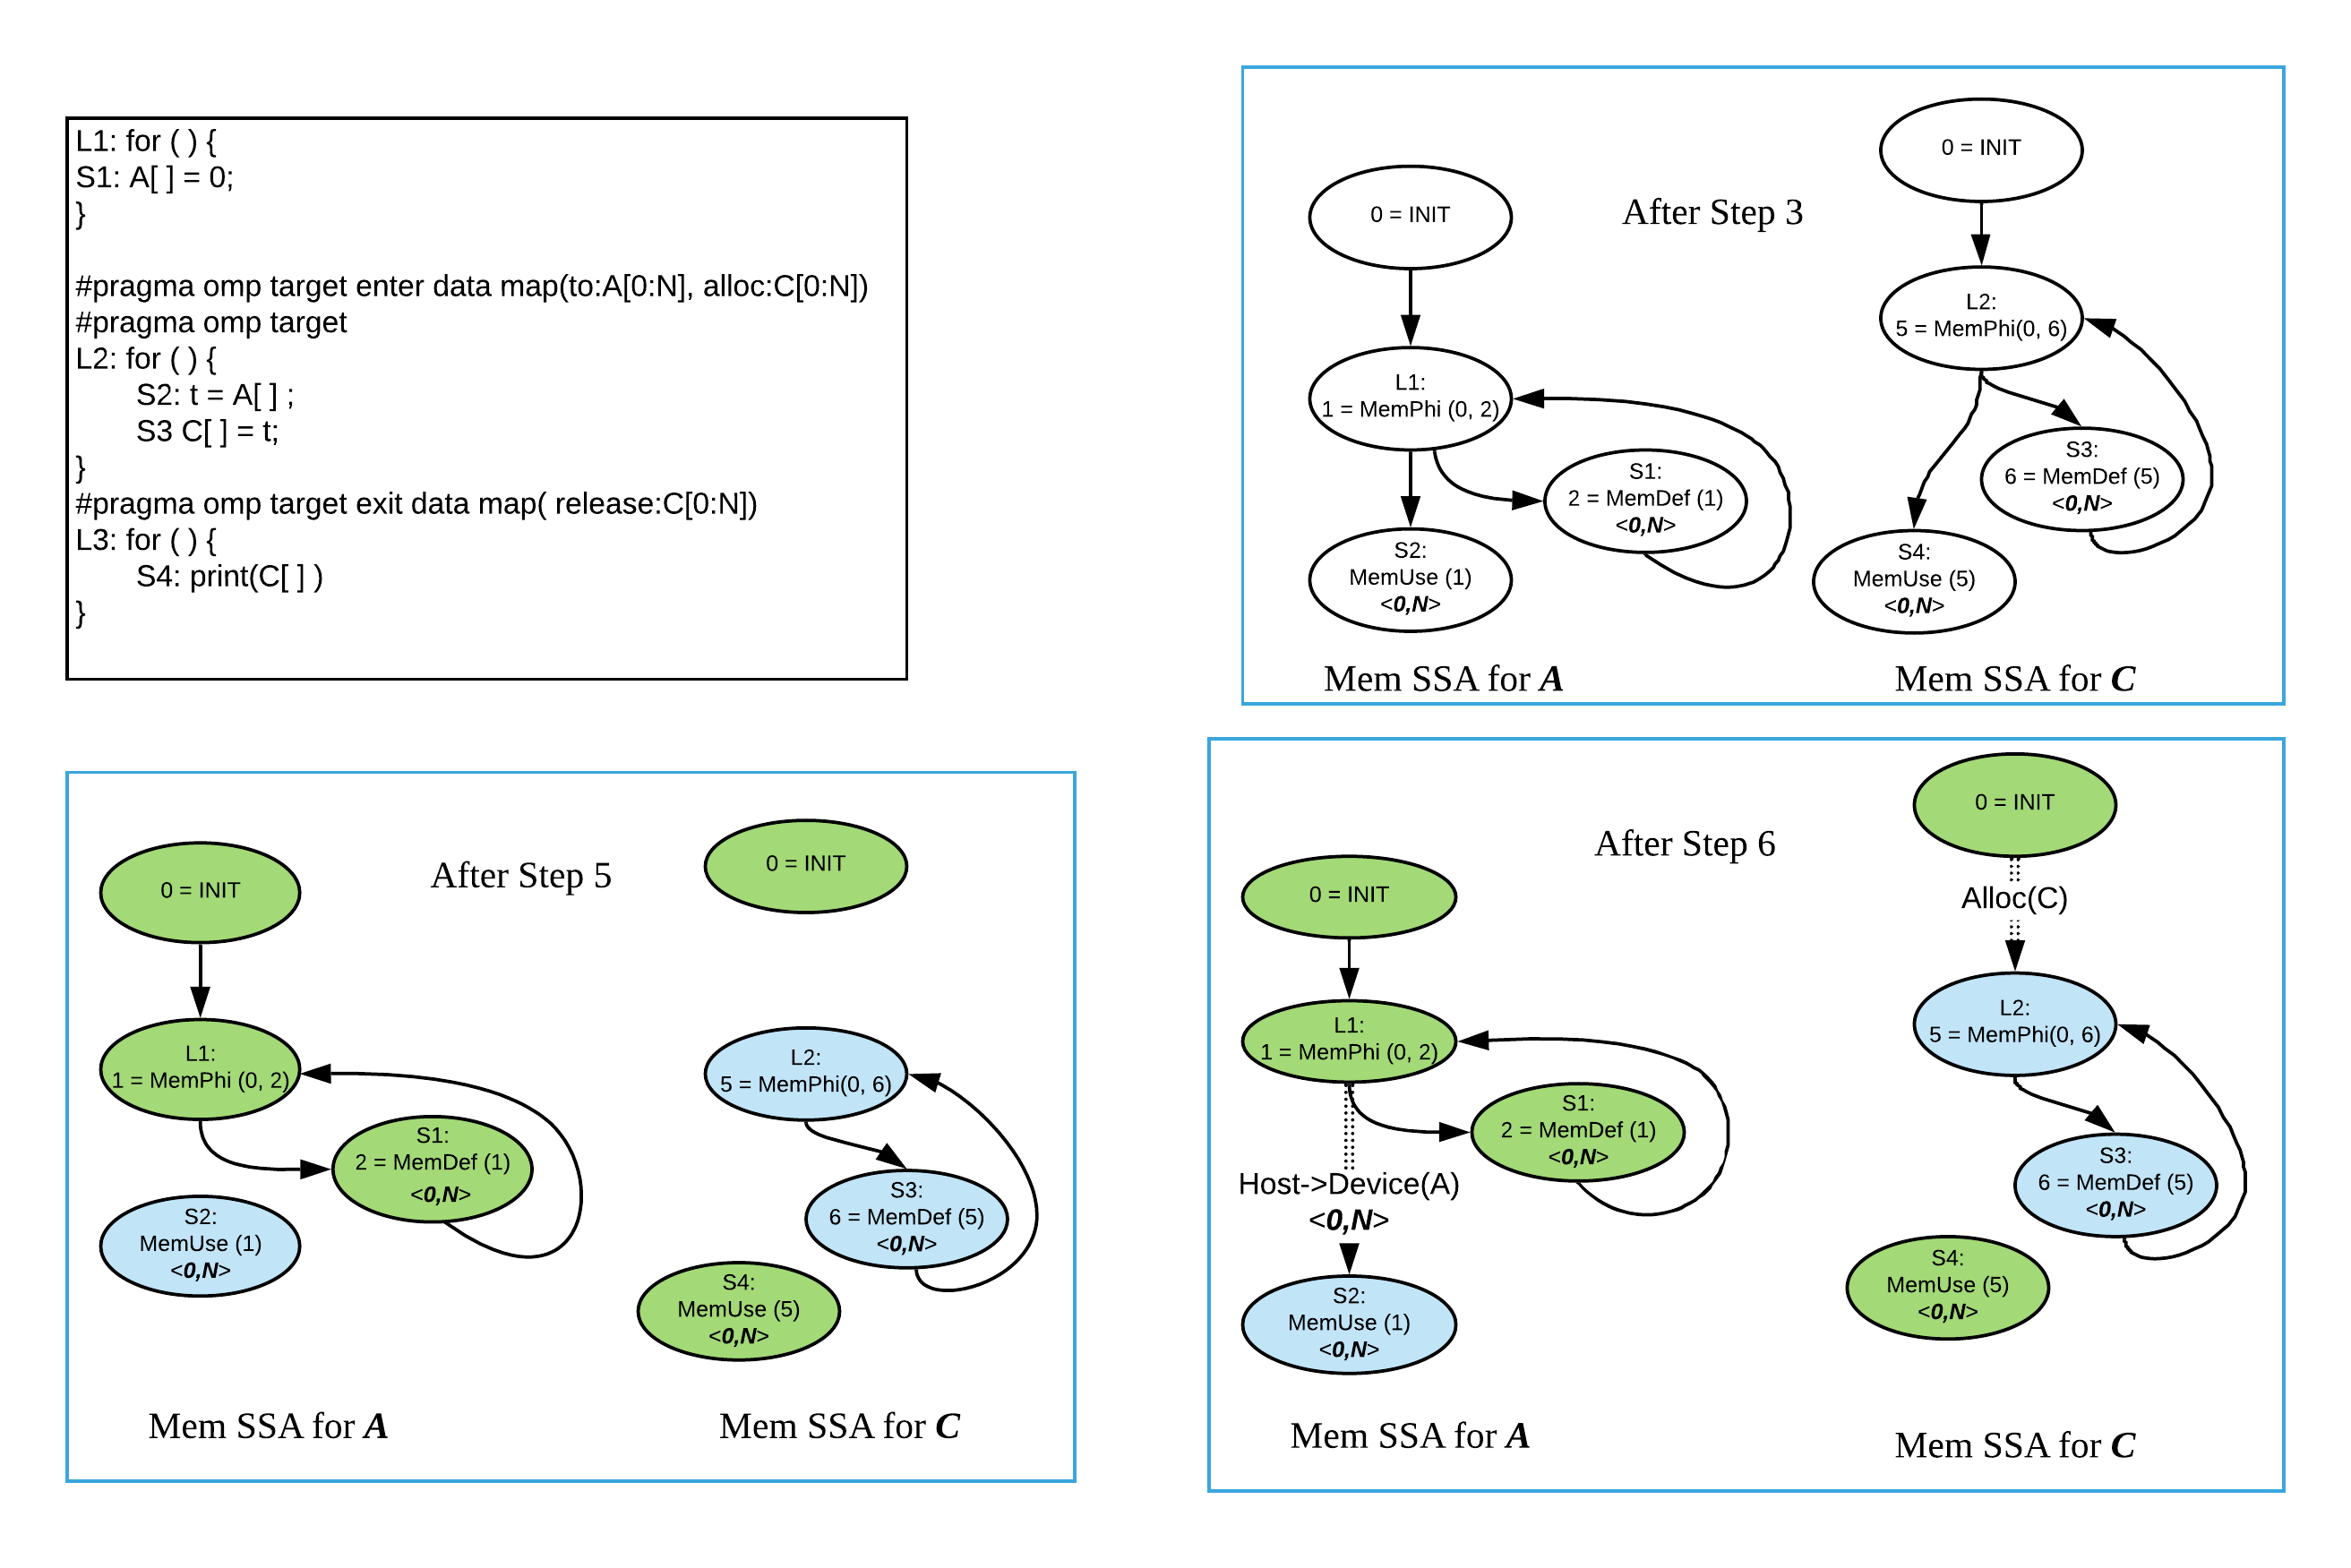 L1: for ( ) {
S1: A[ ] = 0;
}
#pragma omp target enter data map(to:A[0:N], alloc:C[0:N])
#pragma omp target
L2: for ( ) {
S2: t = A[ ] ;
S3 C[ ] = t;
}
#pragma omp target exit data map( release:C[0:N])
L3: for ( ) {
S4: print(C[ ] )
}
After Step 3
0 = INIT
L1:
1 = MemPhi (0, 2)
S1:
2 = MemDef (1)
<0,N>
S2:
MemUse (1)
<0,N>
Mem SSA for A
0 = INIT
L2:
5 = MemPhi(0, 6)
S3:
6 = MemDef (5)
<0,N>
S4:
MemUse (5)
<0,N>
Mem SSA for C
After Step 5
0 = INIT
L1:
1 = MemPhi (0, 2)
S1:
2 = MemDef (1)
<0,N>
S2:
MemUse (1)
<0,N>
Mem SSA for A
0 = INIT
L2:
5 = MemPhi(0, 6)
S3:
6 = MemDef (5)
<0,N>
S4:
MemUse (5)
<0,N>
Mem SSA for C
After Step 6
0 = INIT
L1:
1 = MemPhi (0, 2)
S1:
2 = MemDef (1)
<0,N>
Host->Device(A)
<0,N>
S2:
MemUse (1)
<0,N>
Mem SSA for A
0 = INIT
Alloc(C)
L2:
5 = MemPhi(0, 6)
S3:
6 = MemDef (5)
<0,N>
S4:
MemUse (5)
<0,N>
Mem SSA for C